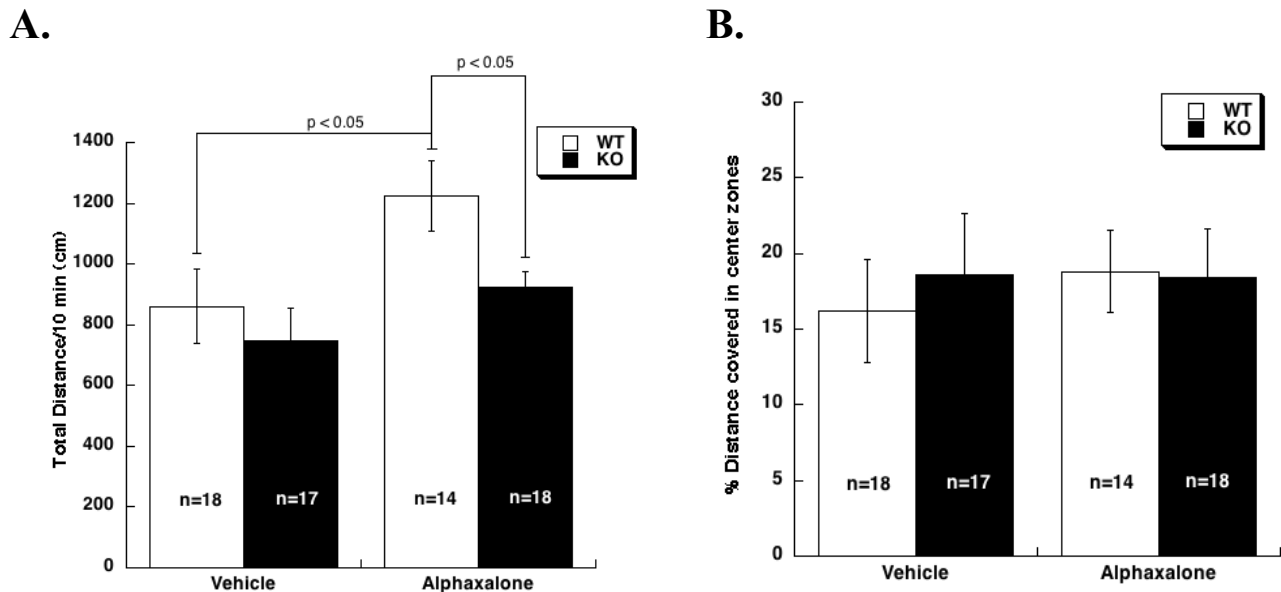 A.
p < 0.05
p < 0.05
WT
KO
1400
1200
1000
800
600
400
200
0
Total Distance/10 min (cm)
n=18
n=17
n=14
n=18
Vehicle
Alphaxalone
B.
WT
KO
30
25
20
15
10
5
0
% Distance covered in center zones
n=18
n=17
n=14
n=18
Vehicle
Alphaxalone